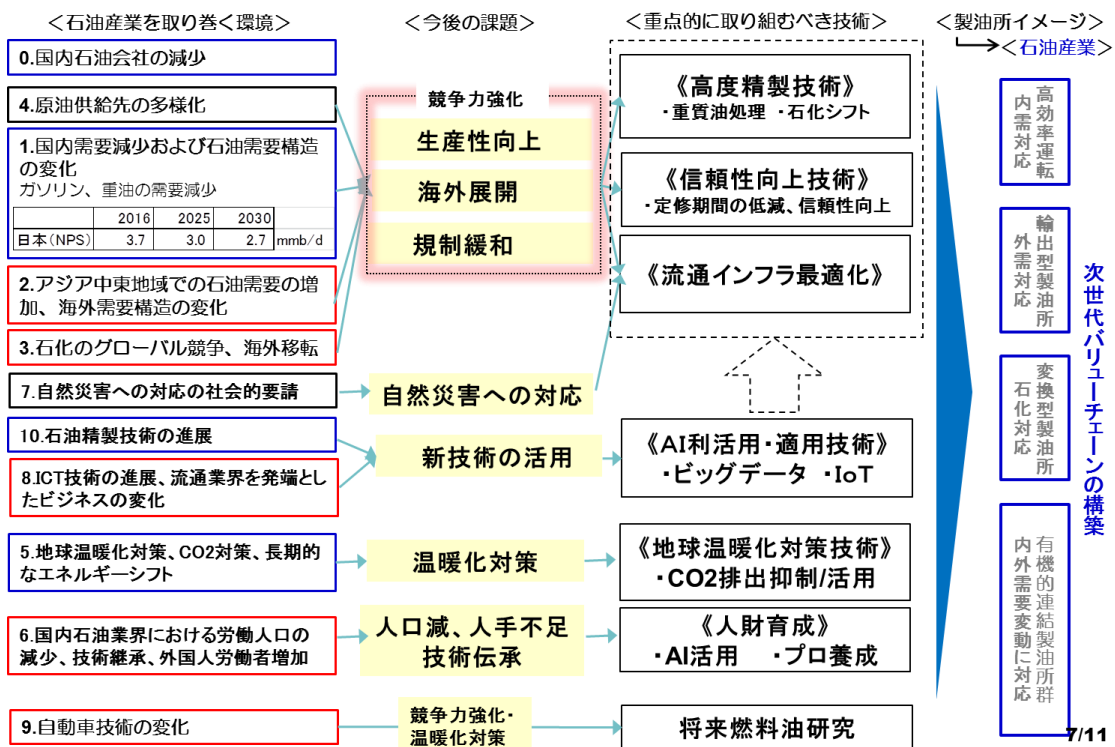 ＜石油産業を取り巻く環境＞
＜今後の課題＞
＜重点的に取り組むべき技術＞
＜製油所イメージ＞
＜石油産業＞
0.国内石油会社の減少
4.原油供給先の多様化
1.国内需要減少および石油需要構造
の変化
ガソリン、重油の需要減少
2016 2025 2030
日本（NPS） 3.7 3.0 2.7 mmb/d
2.アジア中東地域での石油需要の増
加、海外需要構造の変化
3.石化のグローバル競争、海外移転
7.自然災害への対応の社会的要請
10.石油精製技術の進展
8.ICT技術の進展、流通業界を発端とし
たビジネスの変化
5.地球温暖化対策、CO2対策、長期的
なエネルギーシフト
6.国内石油業界における労働人口の
減少、技術継承、外国人労働者増加
9.自動車技術の変化
競争力強化
生産性向上
海外展開
規制緩和
自然災害への対応
新技術の活用
温暖化対策
人口減、人手不足
技術伝承
競争力強化・
温暖化対策
《高度精製技術》
・重質油処理 ・石化シフト
《信頼性向上技術》
・定修期間の低減、信頼性向上
《流通インフラ最適化》
《AI利活用・適用技術》
・ビッグデータ ・IoT
《地球温暖化対策技術》
・CO2排出抑制/活用
《人財育成》
・AI活用 ・プロ養成
将来燃料油研究
高効率運転
内需対応
輸出型製油所
外需対応
変換型製油所
石化対応
有機的連結製油所群
内外需要変動に対応
次世代バリューチェーンの構築
7/11